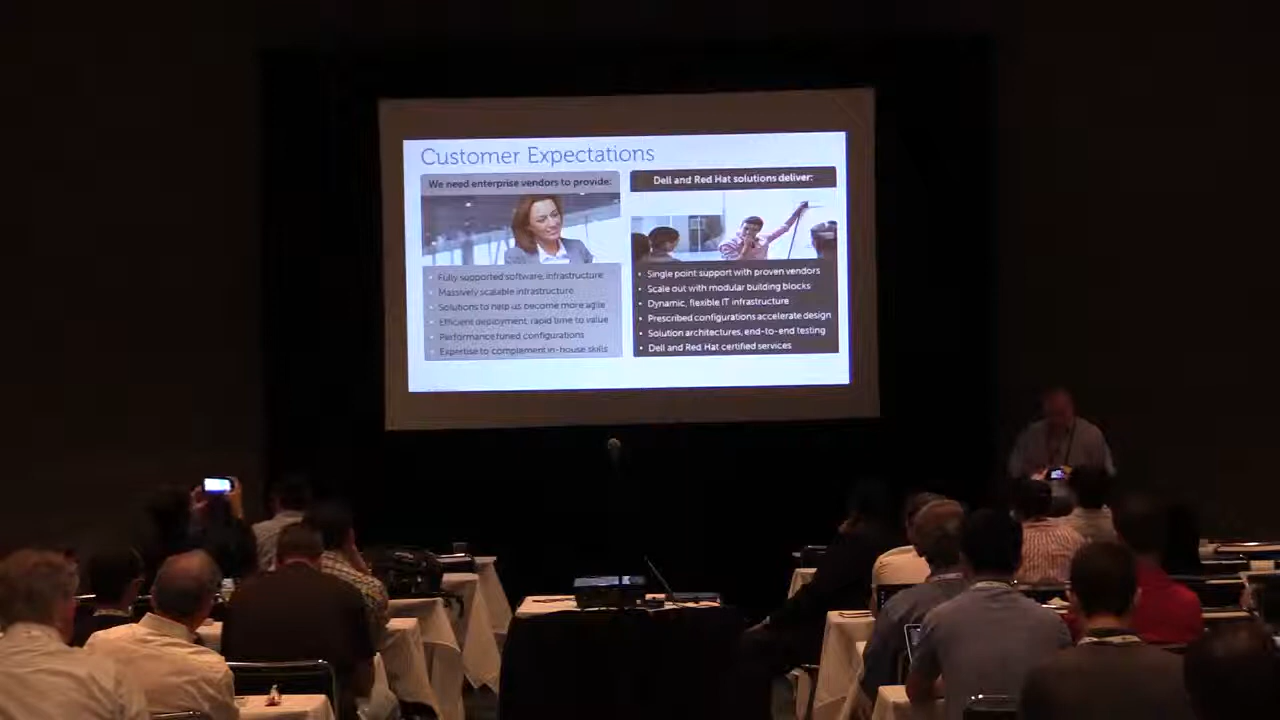 Customer Expectations
We need enterprise vendors to provide:
Fully supported software, infrastructure
Massively scalable infrastructure
Solutions to help us become more agile
Efficient deployment, rapid time to value
Performance tuned configurations
Expertise to complement in-house skills
Dell and Red Hat solutions deliver:
Single point support with proven vendors
Scale out with modular building blocks
Dynamic, flexible IT infrastructure
Prescribed configurations accelerate design
Solution architectures, end-to-end testing
Dell and Red Hat certified services